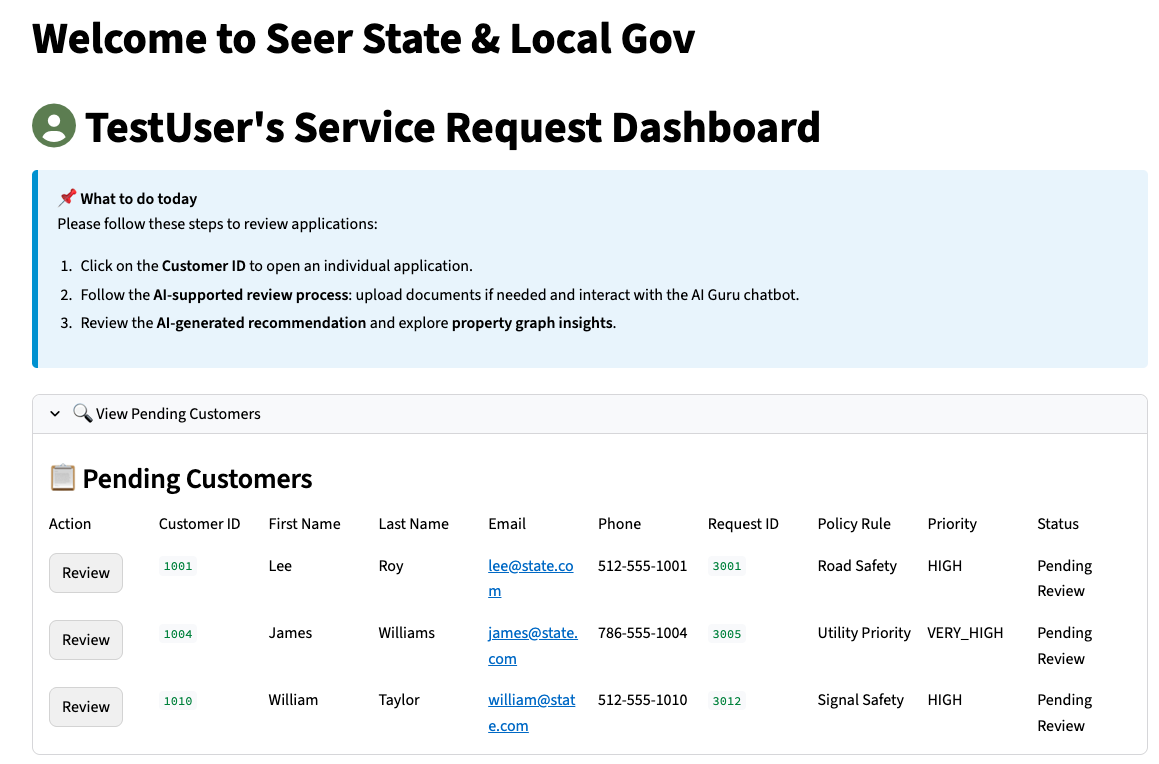 Welcome to Seer State & Local Gov
TestUser's Service Request Dashboard
What to do today
Please follow these steps to review applications:
1. Click on the Customer ID to open an individual application.
2. Follow the AI-supported review process: upload documents if needed and interact with the AI Guru chatbot.
3. Review the AI-generated recommendation and explore property graph insights.
View Pending Customers
Pending Customers
Action Customer ID First Name Last Name Email Phone Request ID Policy Rule Priority Status
Review 1001 Lee Roy lee@state.co 512-555-1001 3001 Road Safety HIGH Pending
m Review
Review 1004 James Williams james@state. 786-555-1004 3005 Utility Priority VERY_HIGH Pending
com Review
Review 1010 William Taylor william@stat 512-555-1010 3012 Signal Safety HIGH Pending
e.com Review